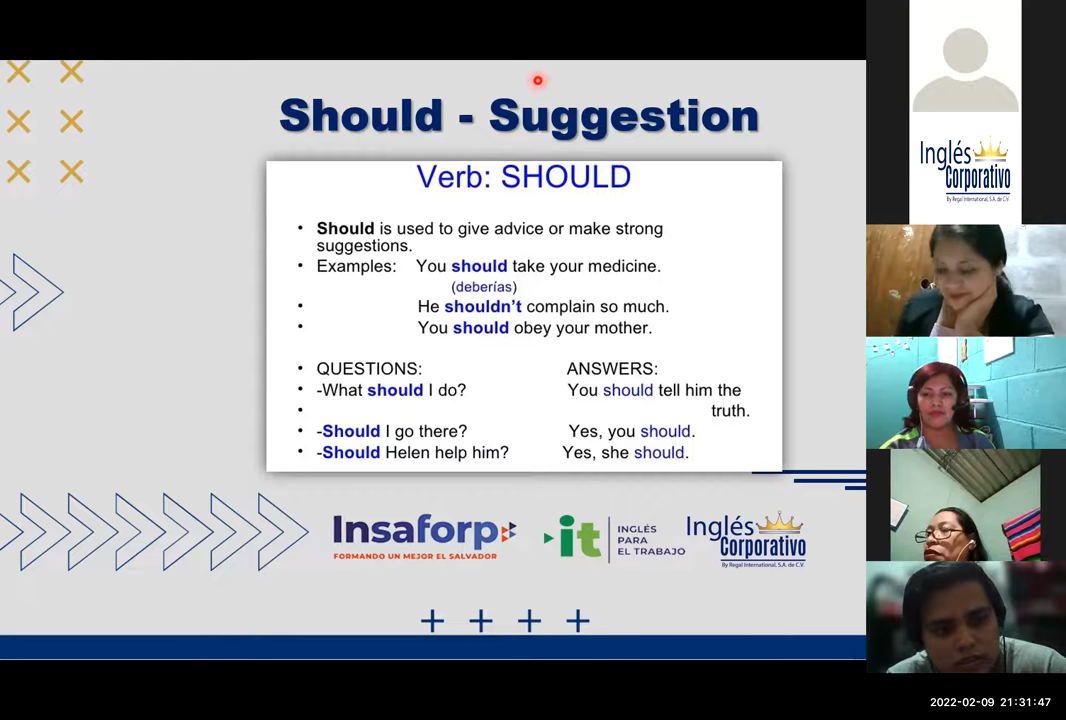 Should - Suggestion
Verb: SHOULD
• Should is used to give advice or make strong
suggestions.
• Examples: You should take your medicine.
(deberías)
• He shouldn't complain so much.
• You should obey your mother.
• QUESTIONS: ANSWERS:
• -What should I do? You should tell him the
• truth.
• -Should I go there? Yes, you should.
• -Should Helen help him? Yes, she should.
Insaforp
FORMANDO UN MEJOR EL SALVADOR
it
INGLÉS
PARA
EL TRABAJO
Inglés
Corporativo
By Regal International, S.A. de C.V.
Inglés
Corporativo
By Regal International, S.A. de C.V.
2022-02-09 21:31:47